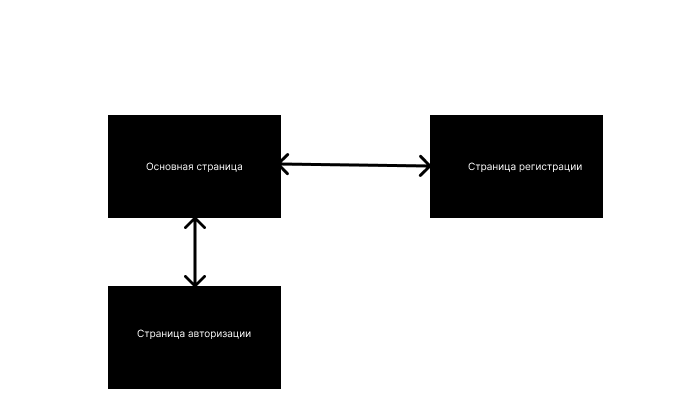 Основная страница
Страница регистрации
Страница авторизации